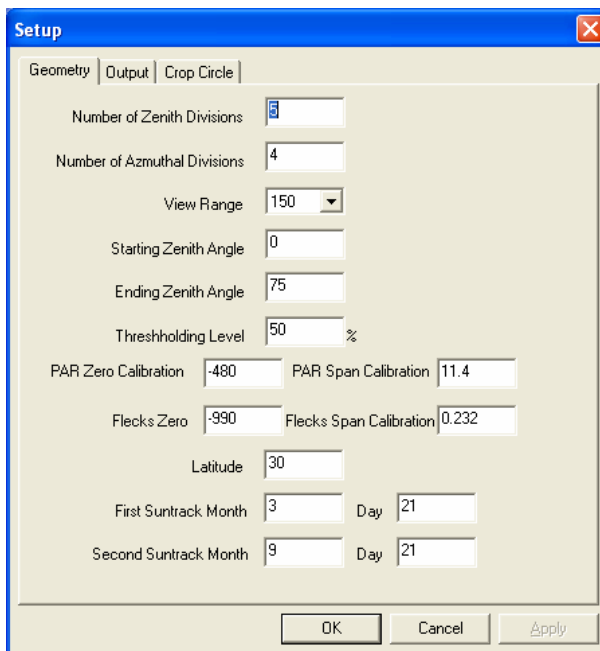 Setup
Geometry Output Crop Circle
Number of Zenith Divisions 5
Number of Azmuthal Divisions 4
View Range 150
Starting Zenith Angle 0
Ending Zenith Angle 75
Threshholding Level 50 %
PAR Zero Calibration -480 PAR Span Calibration 11.4
Flecks Zero -990 Flecks Span Calibration 0.232
Latitude 30
First Suntrack Month 3 Day 21
Second Suntrack Month 9 Day 21
OK Cancel Apply